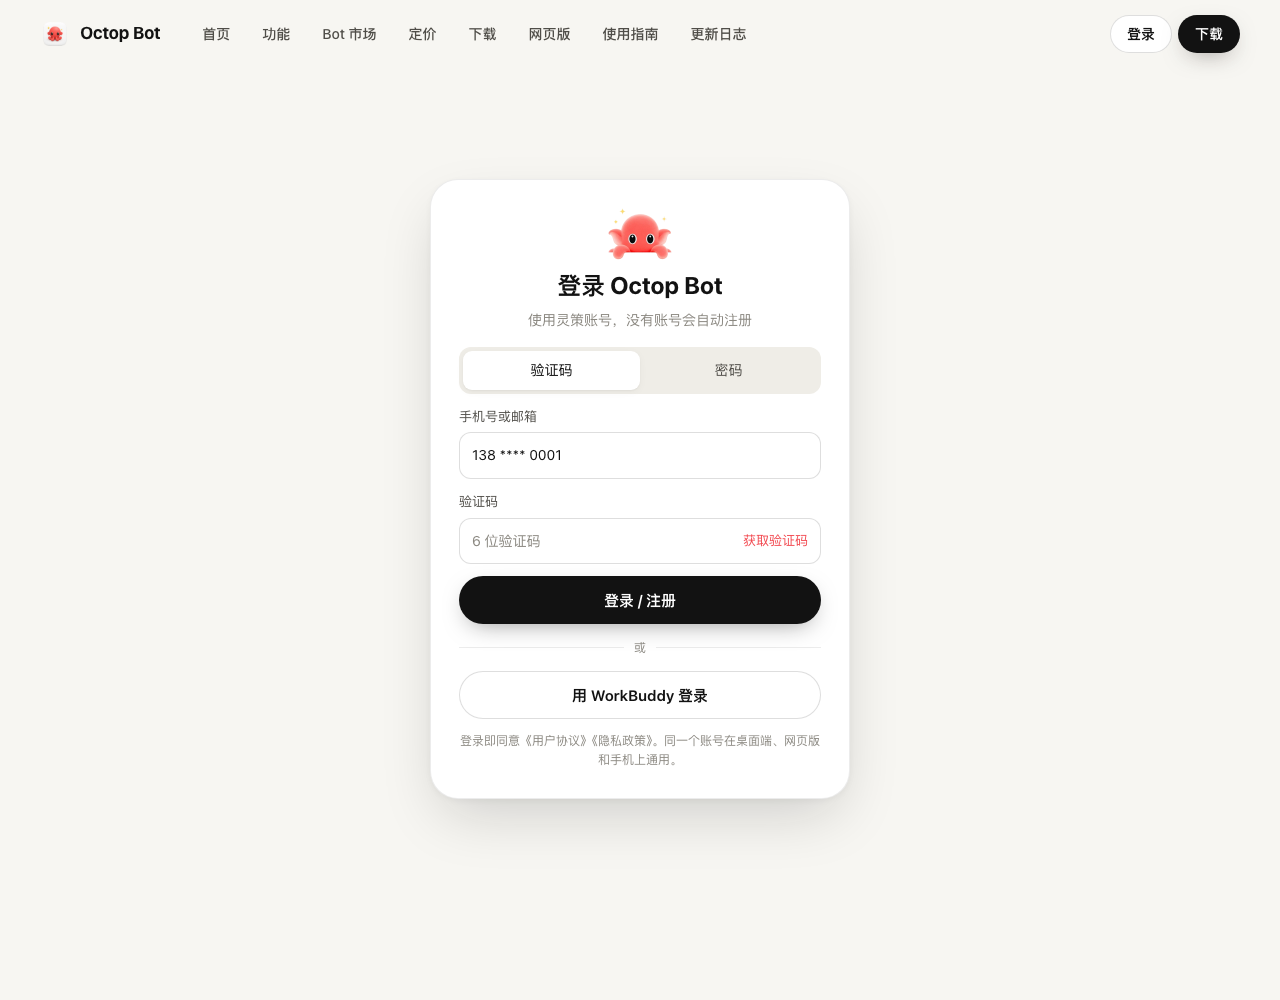 Octop Bot
首页
功能
Bot 市场
定价
下载
网页版
使用指南
更新日志
登录
下载
登录 Octop Bot
使用灵策账号，没有账号会自动注册
验证码
密码
手机号或邮箱
138 **** 0001
验证码
6 位验证码
获取验证码
登录 / 注册
或
用 WorkBuddy 登录
登录即同意《用户协议》《隐私政策》。同一个账号在桌面端、网页版
和手机上通用。